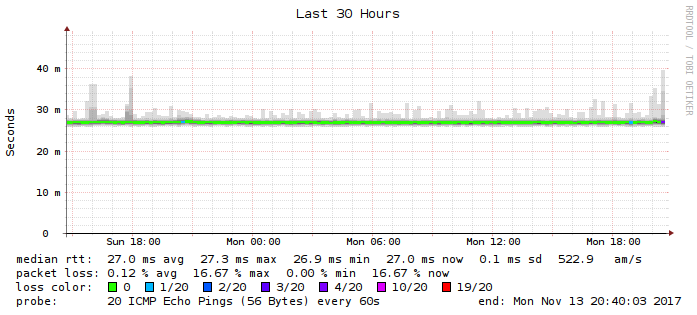 Last 30 Hours
RRDTOOL / TOBI OETIKER
Seconds
40 m
30 m
20 m
10 m
0
Sun 18:00 Mon 00:00 Mon 06:00 Mon 12:00 Mon 18:00
median rtt: 27.0 ms avg 27.3 ms max 26.9 ms min 27.0 ms now 0.1 ms sd 522.9 am/s
packet loss: 0.12 % avg 16.67 % max 0.00 % min 16.67 % now
loss color: 0 1/20 2/20 3/20 4/20 10/20 19/20
probe: 20 ICMP Echo Pings (56 Bytes) every 60s end: Mon Nov 13 20:40:03 2017